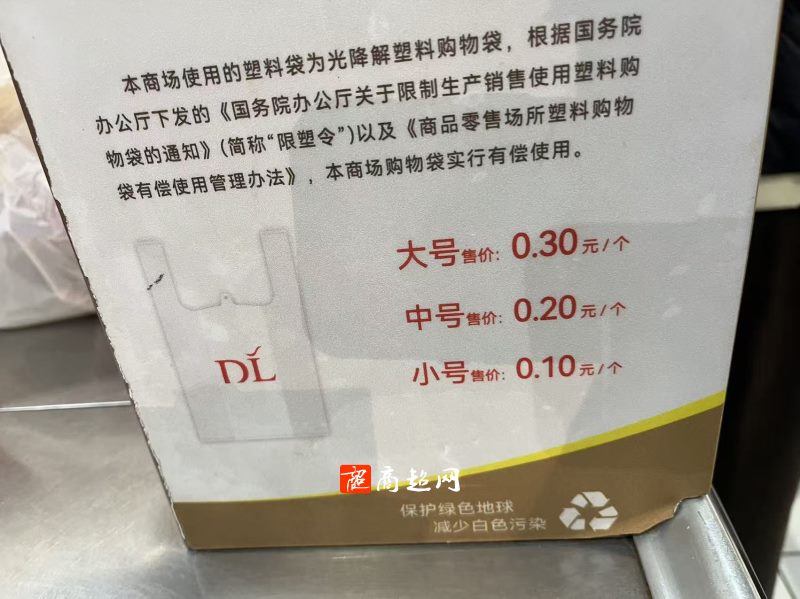 本商场使用的塑料袋为光降解塑料购物袋，根据国务院
办公厅下发的《国务院办公厅关于限制生产销售使用塑料购
物袋的通知》(简称“限塑令”)以及《商品零售场所塑料购物
袋有偿使用管理办法》，本商场购物袋实行有偿使用。
大号售价：0.30元/个
中号售价：0.20元/个
小号售价：0.10元/个
DL
商超网
保护绿色地球
减少白色污染